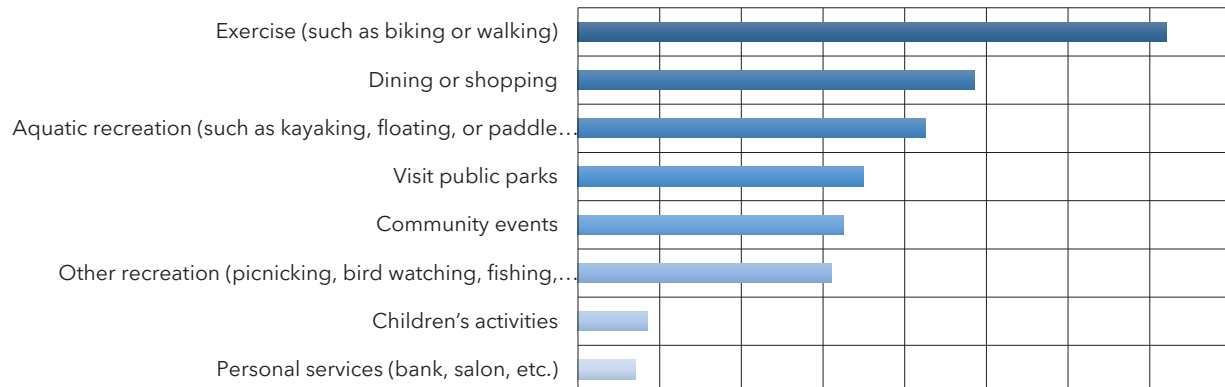 Exercise (such as biking or walking)
Dining or shopping
Aquatic recreation (such as kayaking, floating, or paddle…
Visit public parks
Community events
Other recreation (picnicking, bird watching, fishing,…
Children’s activities
Personal services (bank, salon, etc.)